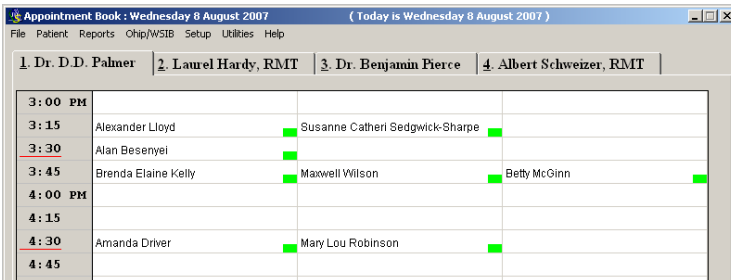 Appointment Book : Wednesday 8 August 2007 ( Today is Wednesday 8 August 2007 )
File Patient Reports Ohip/WSIB Setup Utilities Help
1. Dr. D.D. Palmer 2. Laurel Hardy, RMT 3. Dr. Benjamin Pierce 4. Albert Schweizer, RMT
3:00 PM
3:15 Alexander Lloyd Susanne Catheri Sedgwick-Sharpe
3:30 Alan Besenyei
3:45 Brenda Elaine Kelly Maxwell Wilson Betty McGinn
4:00 PM
4:15
4:30 Amanda Driver Mary Lou Robinson
4:45